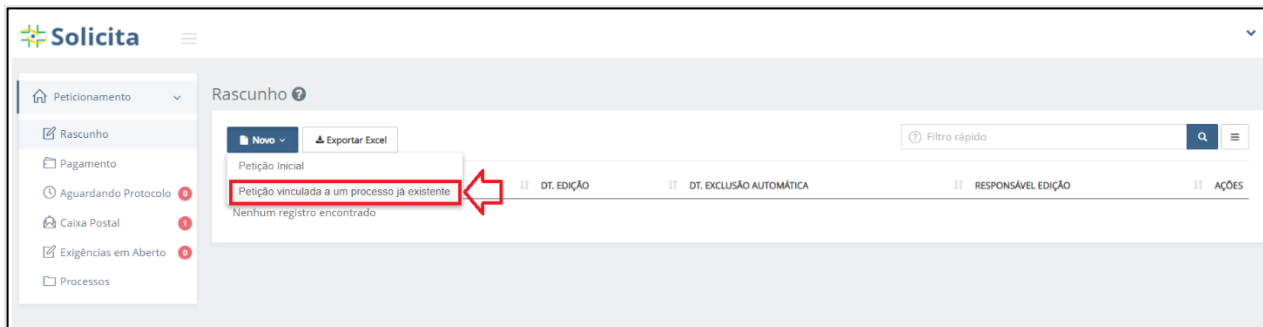 Solicita
Peticionamento
Rascunho
Pagamento
Aguardando Protocolo 0
Caixa Postal 1
Exigências em Aberto 0
Processos
Rascunho ?
Novo Exportar Excel
? Filtro rápido
Petição Inicial
Petição vinculada a um processo já existente
DT. EDIÇÃO DT. EXCLUSÃO AUTOMÁTICA RESPONSÁVEL EDIÇÃO AÇÕES
Nenhum registro encontrado